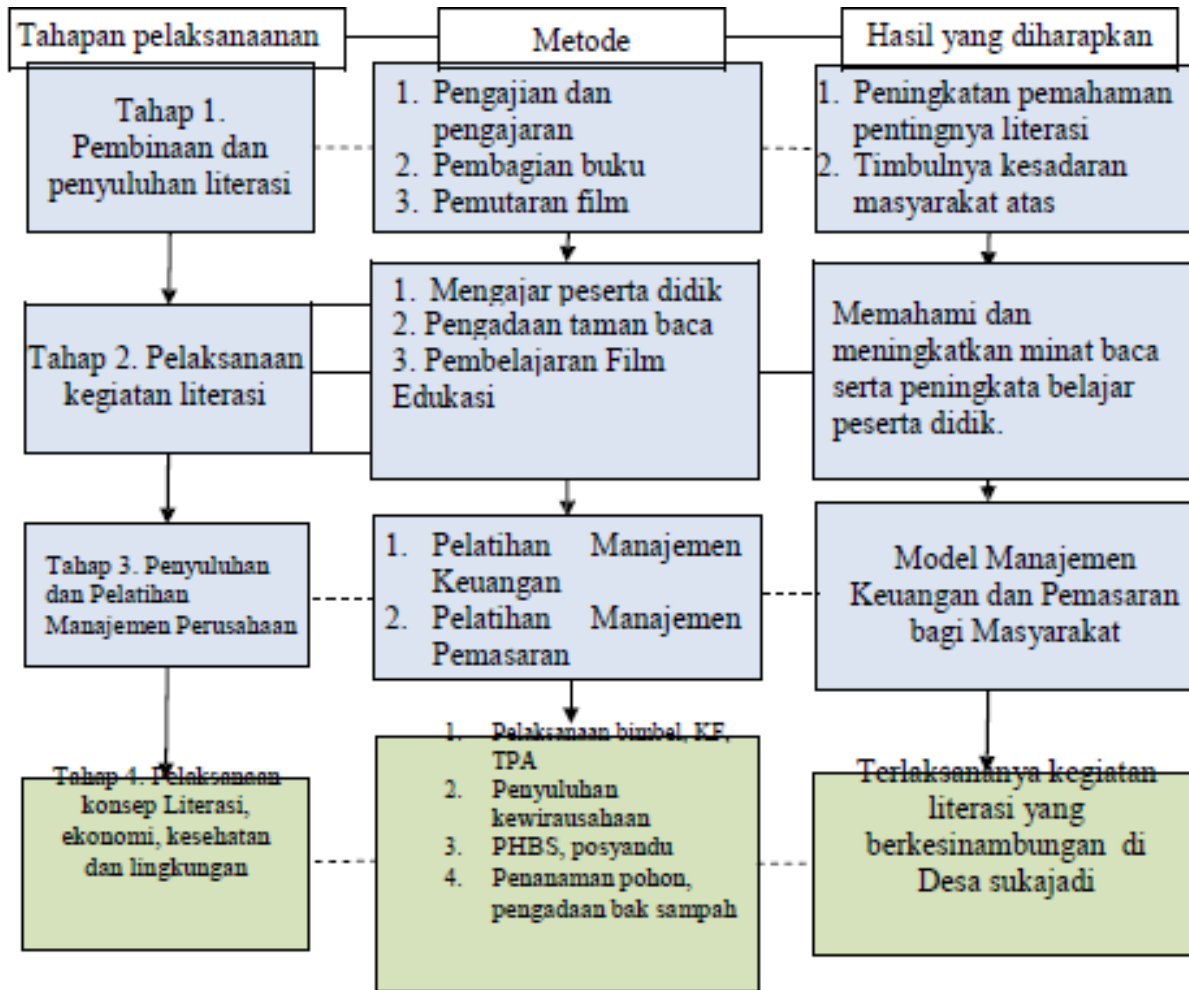 Tahapan pelaksanaanan
Metode
Hasil yang diharapkan
Tahap 1.
Pembinaan dan
penyuluhan literasi
1. Pengajian dan
pengajaran
2. Pembagian buku
3. Pemutaran film
1. Peningkatan pemahaman
pentingnya literasi
2. Timbulnya kesadaran
masyarakat atas
Tahap 2. Pelaksanaan
kegiatan literasi
1. Mengajar peserta didik
2. Pengadaan taman baca
3. Pembelajaran Film
Edukasi
Memahami dan
meningkatkan minat baca
serta peningkata belajar
peserta didik.
Tahap 3. Penyuluhan
dan Pelatihan
Manajemen Perusahaan
1. Pelatihan Manajemen
Keuangan
2. Pelatihan Manajemen
Pemasaran
Model Manajemen
Keuangan dan Pemasaran
bagi Masyarakat
Tahap 4. Pelaksanaan
konsep Literasi,
ekonomi, kesehatan
dan lingkungan
1. Pelaksanaan bimbel, KF,
TPA
2. Penyuluhan
kewirausahaan
3. PHBS, posyandu
4. Penanaman pohon,
pengadaan bak sampah
Terlaksananya kegiatan
literasi yang
berkesinambungan di
Desa sukajadi